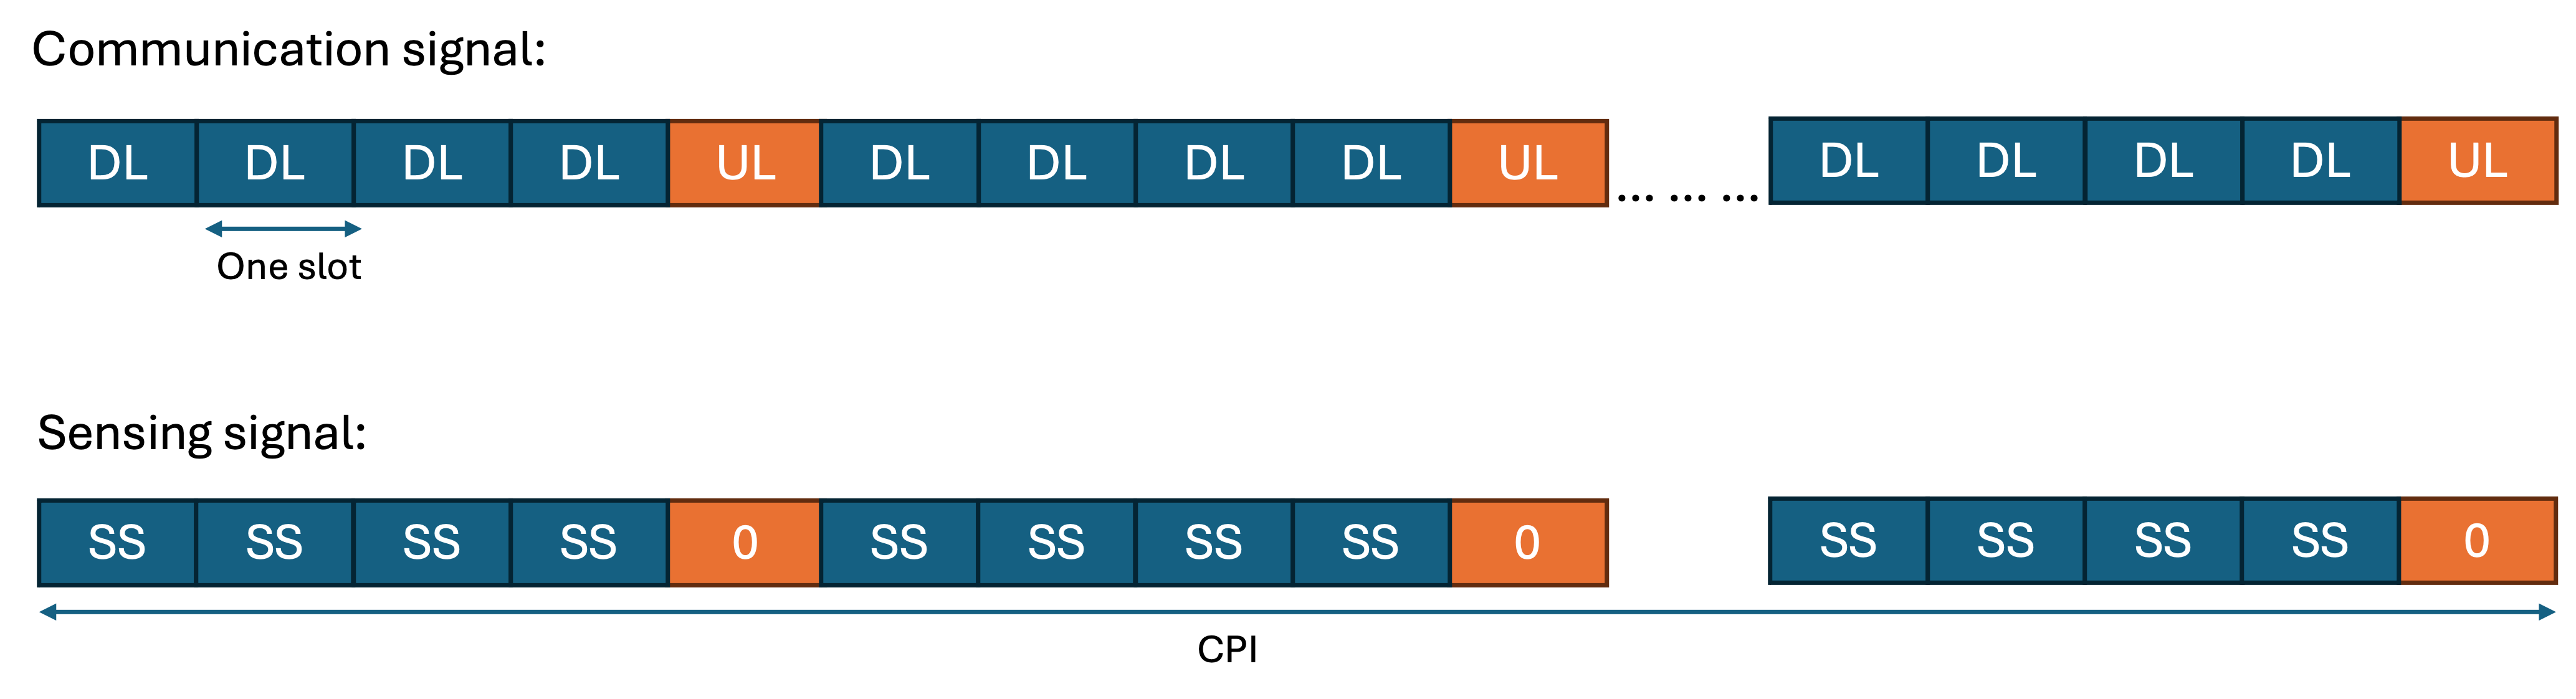 Communication signal:
DL DL DL DL UL DL DL DL DL UL ... ... ... DL DL DL DL UL
One slot
Sensing signal:
SS SS SS SS 0 SS SS SS SS 0 SS SS SS SS 0
CPI